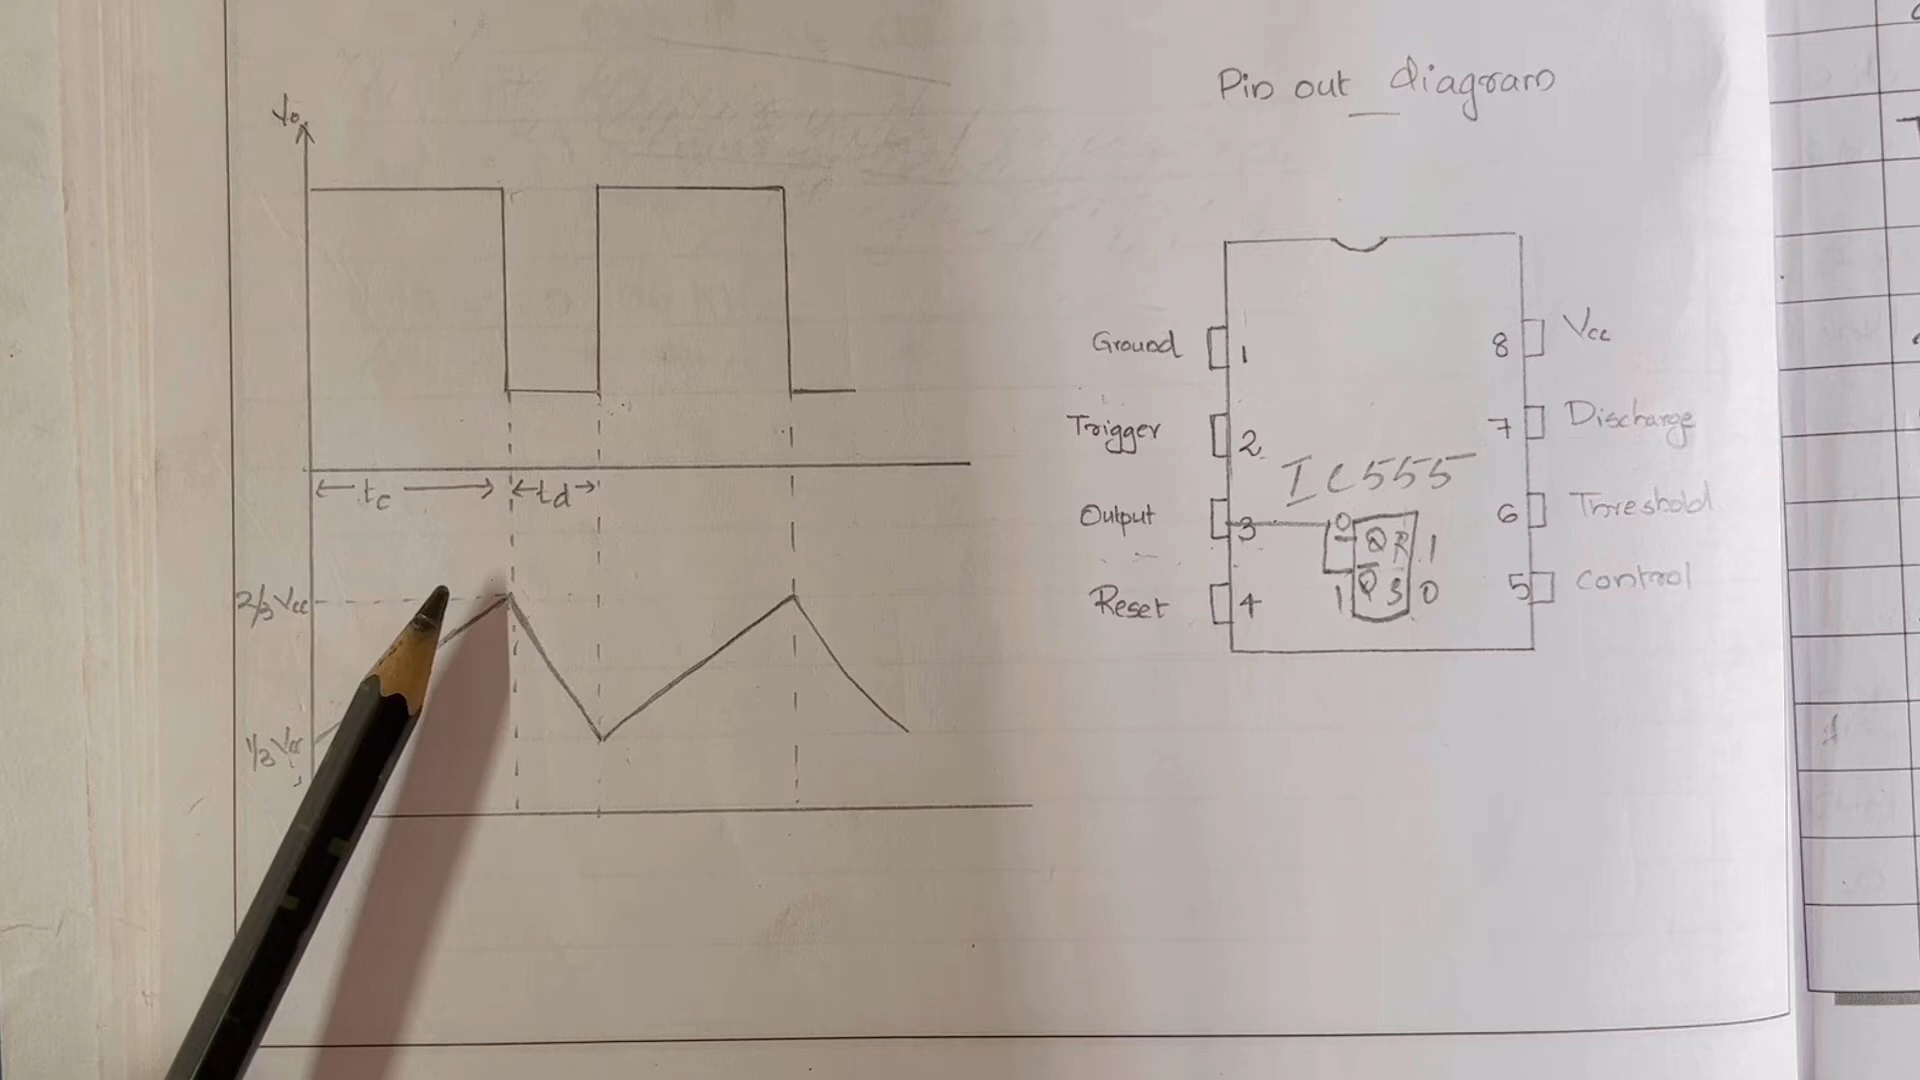 Vo
tc
td
2/3 Vcc
1/3 Vcc
Pin out diagram
Ground 1
8 Vcc
Trigger 2
7 Discharge
IC555
Output 3
6 Threshold
0 Q R 1
1 Q̅ S 0
Reset 4
5 Control